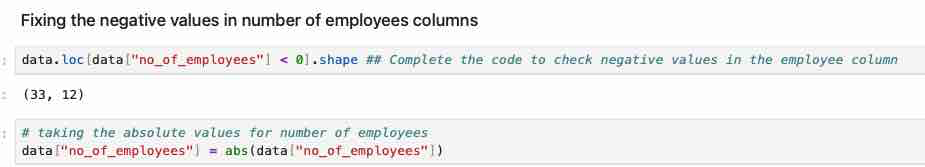 Fixing the negative values in number of employees columns
data.loc[data["no_of_employees"] < 0].shape ## Complete the code to check negative values in the employee column
(33, 12)
# taking the absolute values for number of employees
data["no_of_employees"] = abs(data["no_of_employees"])